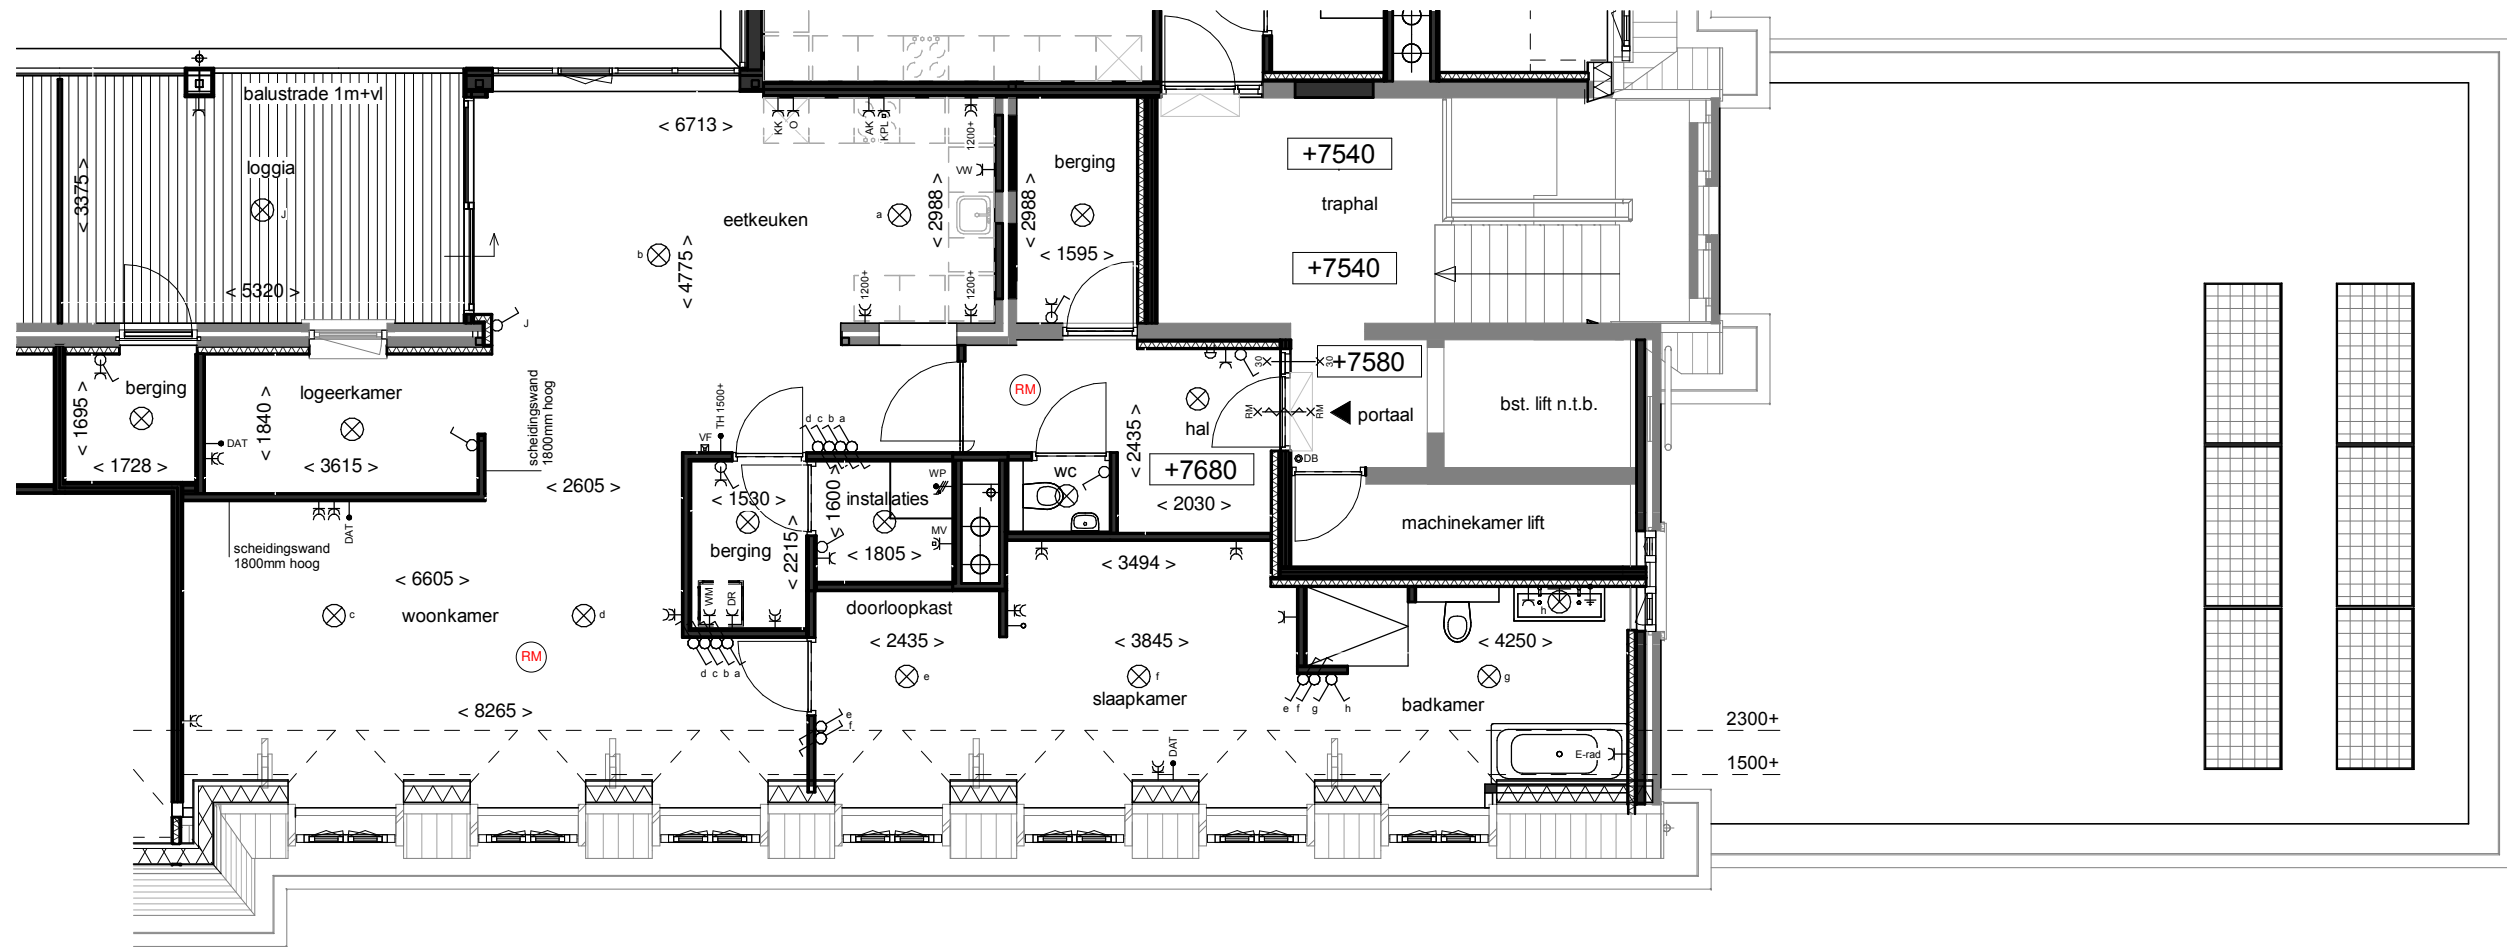 balustrade 1m+vl
loggia
J
< 3375 >
< 5320 >
J
< 6713 >
KK
O
AK
KPL
1200+
VW
eetkeuken
a
b
< 4775 >
< 2988 >
1200+
1200+
< 2988 >
berging
< 1595 >
+7540
traphal
+7540
+7580
30
30
RM
RM
portaal
bst. lift n.t.b.
DB
machinekamer lift
berging
< 1695 >
< 1728 >
logeerkamer
< 1840 >
DAT
< 3615 >
scheidingswand
1800mm hoog
< 2605 >
scheidingswand
1800mm hoog
DAT
VF
TH 1500+
d c b a
RM
hal
< 2435 >
+7680
< 2030 >
wc
< 1530 >
berging
< 2215 >
WM
DR
< 1600 >
installaties
WP
MV
< 1805 >
< 6605 >
c
woonkamer
d
RM
< 8265 >
d c b a
doorloopkast
< 2435 >
e
e
f
< 3494 >
< 3845 >
f
slaapkamer
DAT
e f g h
h
< 4250 >
g
badkamer
E-rad
2300+
1500+